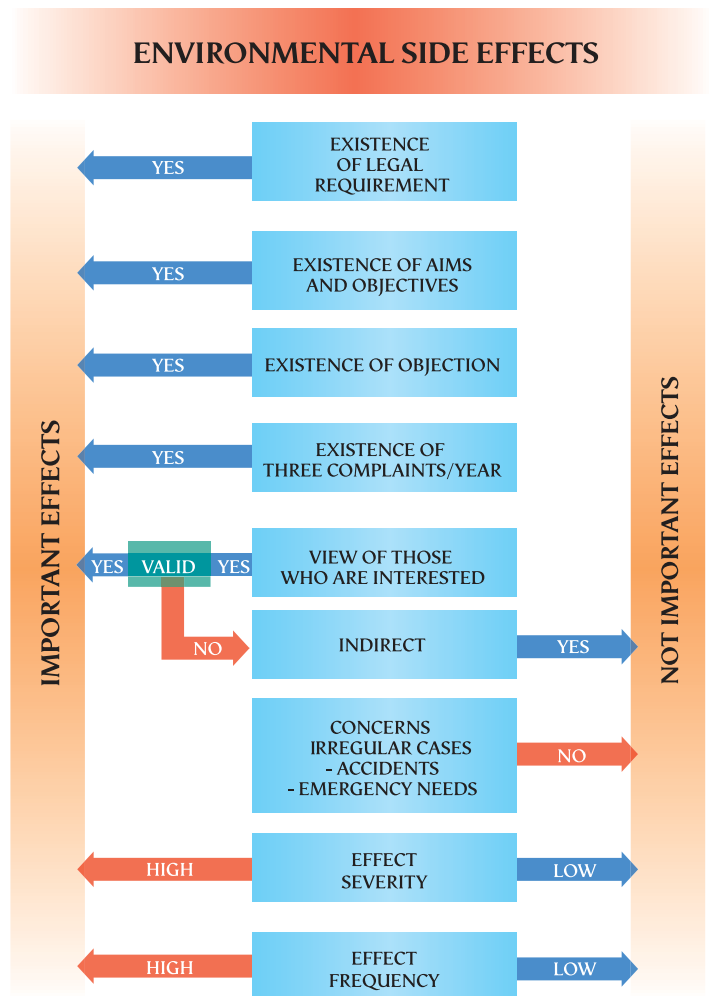 ENVIRONMENTAL SIDE EFFECTS
EXISTENCE
OF LEGAL
REQUIREMENT
YES
EXISTENCE OF AIMS
AND OBJECTIVES
YES
EXISTENCE OF OBJECTION
YES
EXISTENCE OF
THREE COMPLAINTS/YEAR
YES
VIEW OF THOSE
WHO ARE INTERESTED
YES
VALID
YES
NO
INDIRECT
YES
CONCERNS
IRREGULAR CASES
- ACCIDENTS
- EMERGENCY NEEDS
NO
EFFECT
SEVERITY
HIGH
LOW
EFFECT
FREQUENCY
HIGH
LOW
IMPORTANT EFFECTS
NOT IMPORTANT EFFECTS